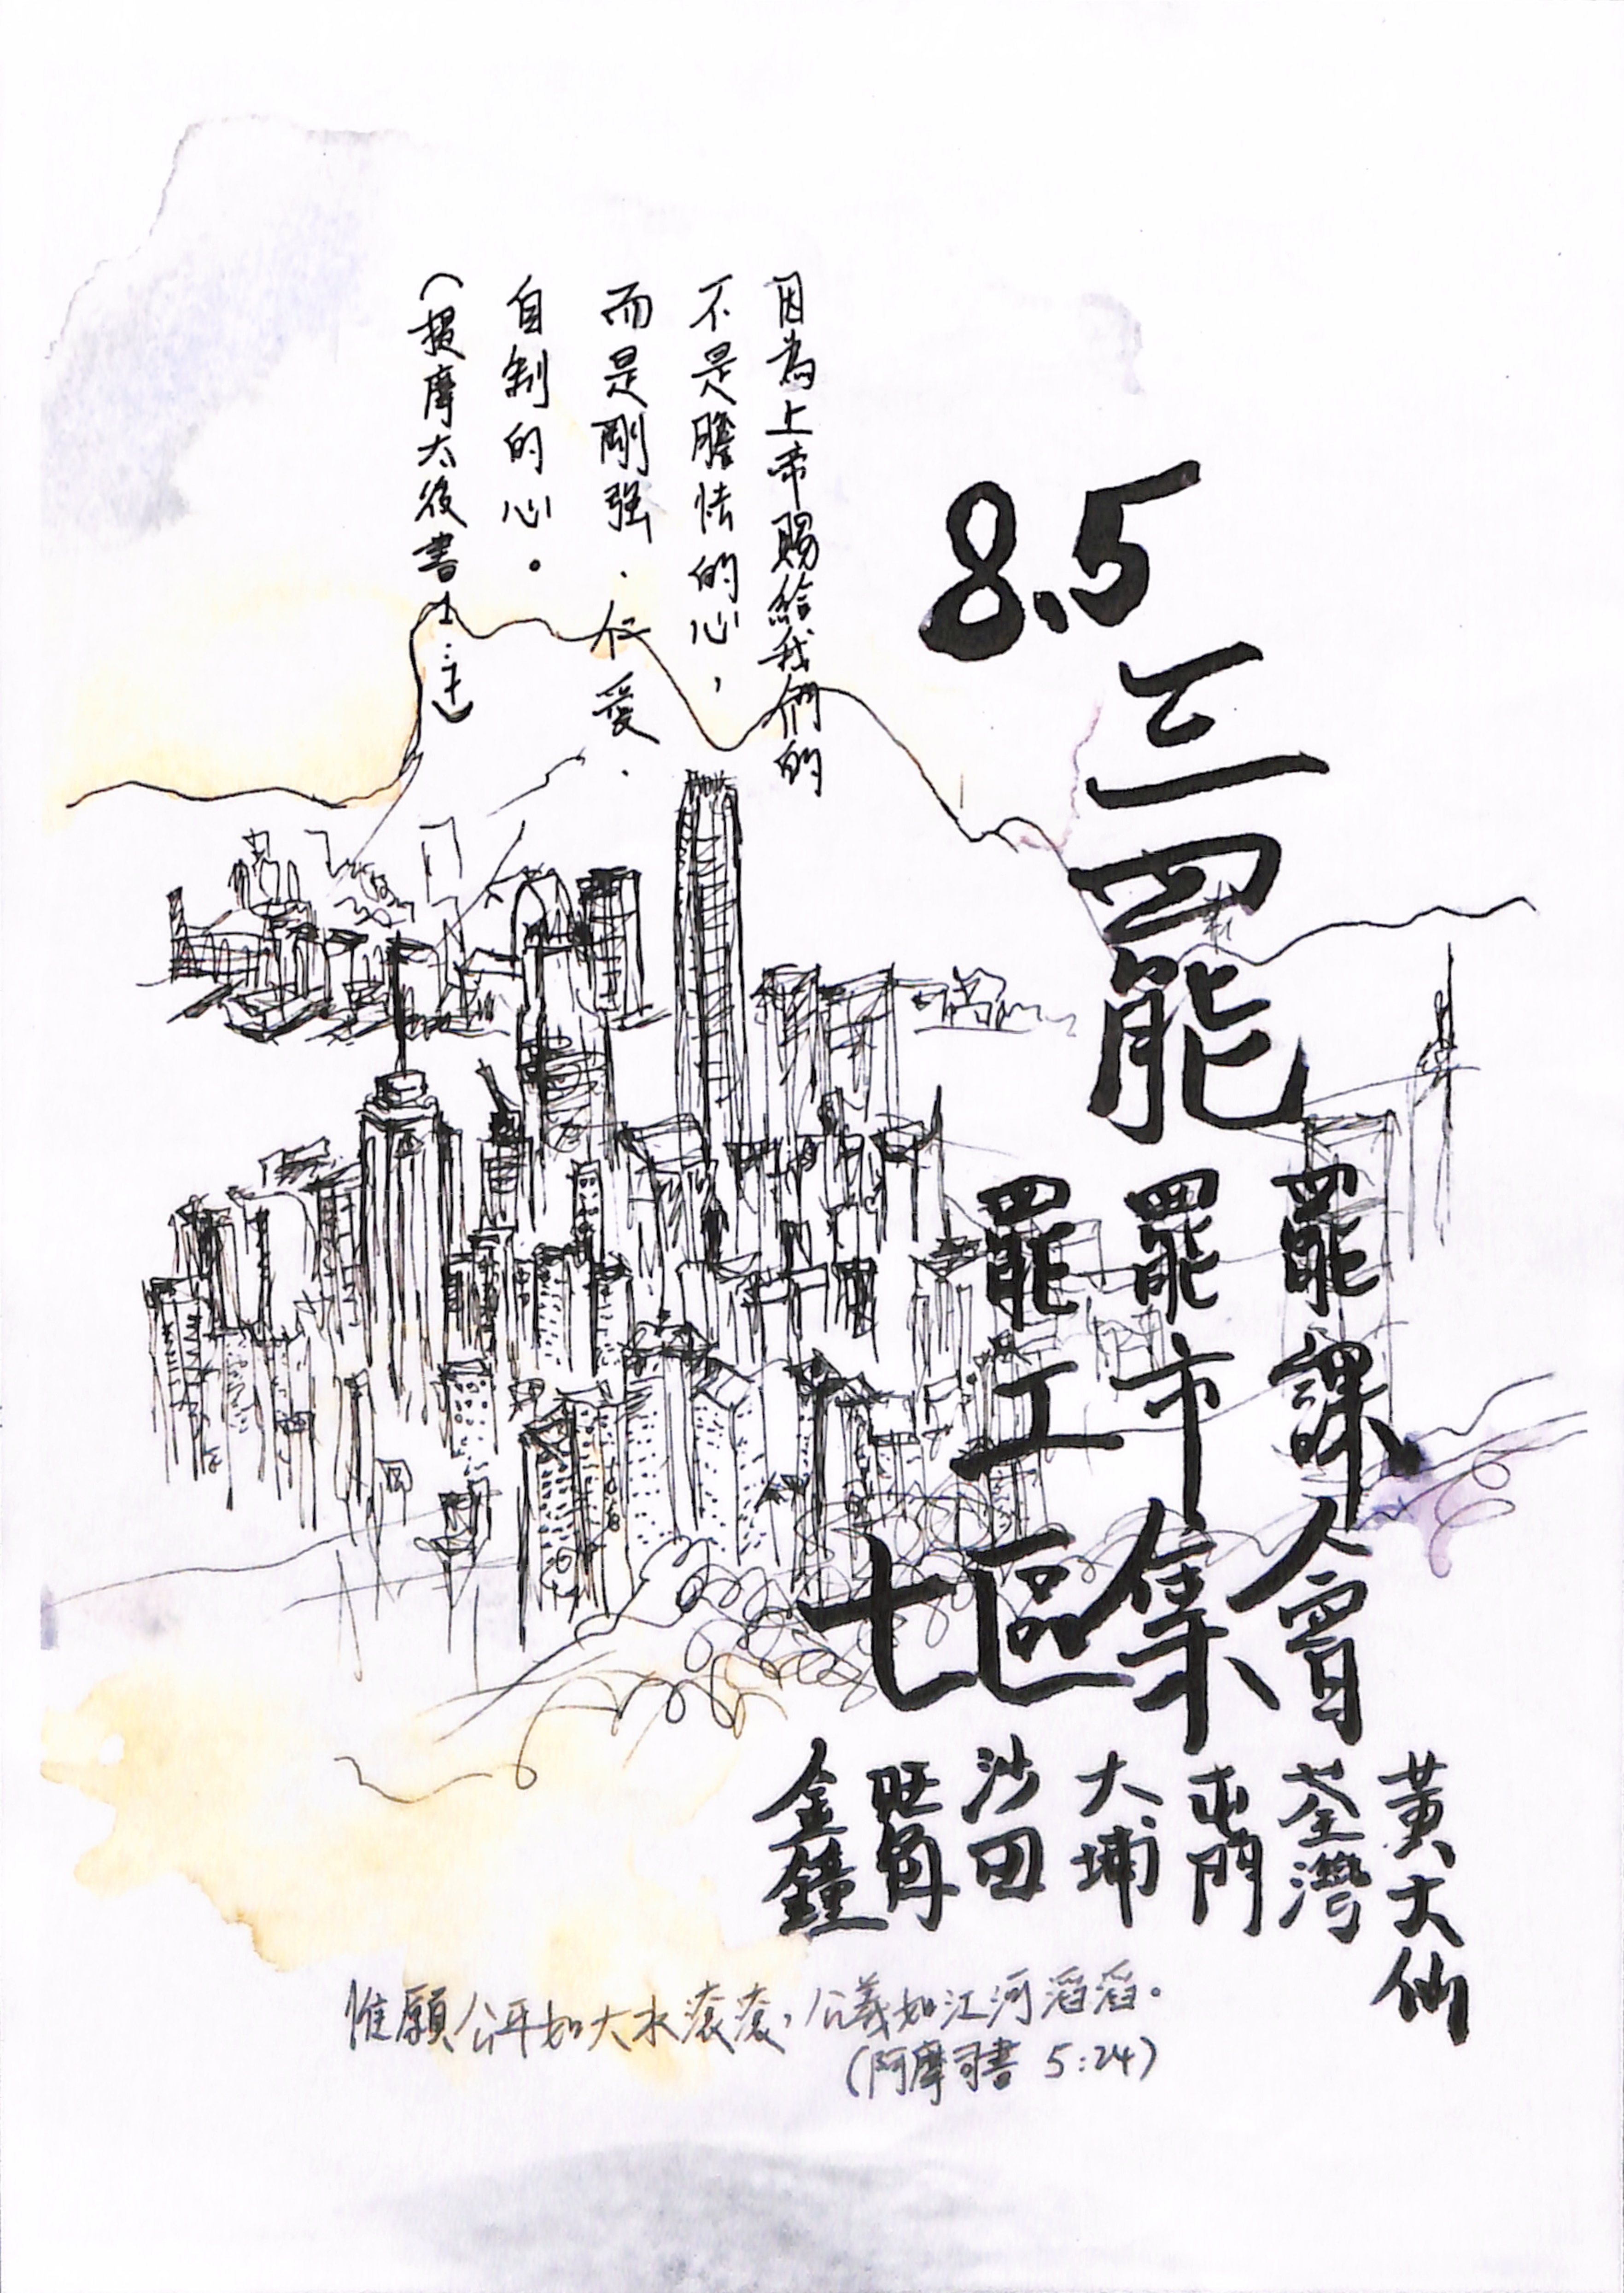 因為上帝賜給我們的
不是膽怯的心，
而是剛強．仁愛．
自制的心。
（提摩太後書1:七）
8.5
三罷
罷工
罷市
罷課
七區集會
金鐘
旺角
沙田
大埔
屯門
荃灣
黃大仙
惟願公平如大水滾滾，公義如江河滔滔。
（阿摩司書 5:24）